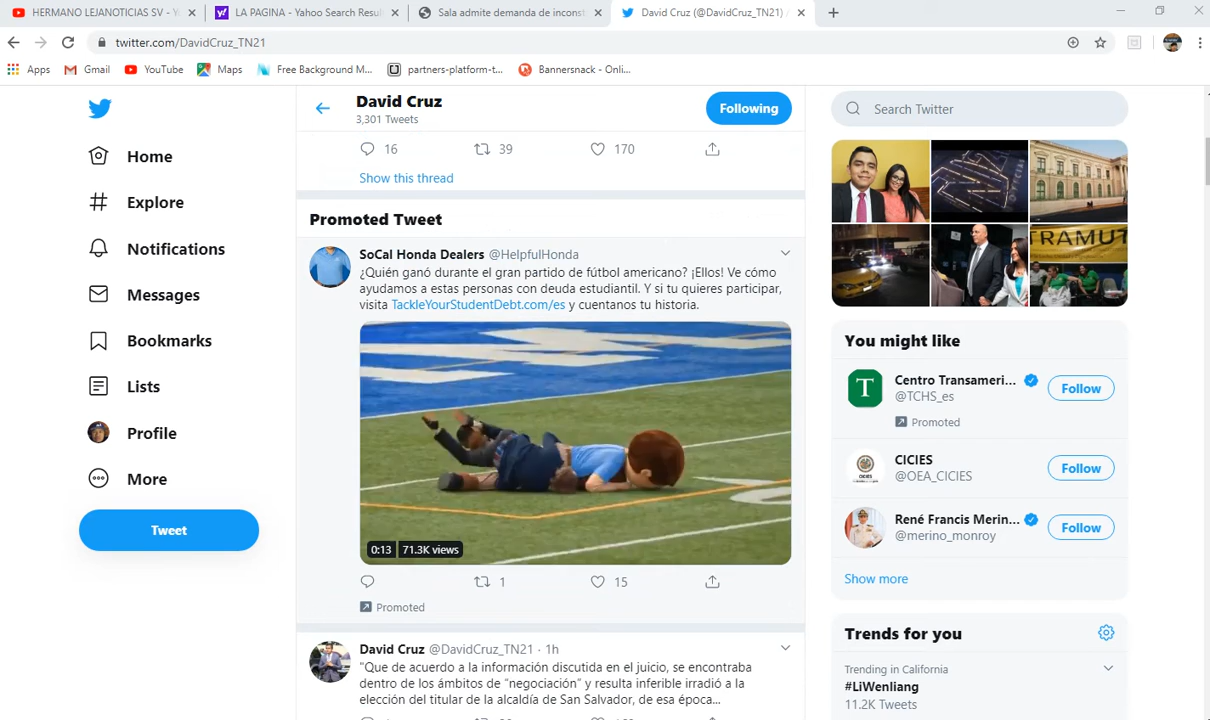 HERMANO LEJANOTICIAS SV - Y
LA PAGINA - Yahoo Search Resul
Sala admite demanda de inconst
David Cruz (@DavidCruz_TN21) /
twitter.com/DavidCruz_TN21
Apps
Gmail
YouTube
Maps
Free Background M...
partners-platform-t...
Bannersnack - Onli...
David Cruz
3,301 Tweets
Following
Search Twitter
Home
Explore
Notifications
Messages
Bookmarks
Lists
Profile
More
Tweet
16 39 170
Show this thread
Promoted Tweet
SoCal Honda Dealers @HelpfulHonda
¿Quién ganó durante el gran partido de fútbol americano? ¡Ellos! Ve cómo
ayudamos a estas personas con deuda estudiantil. Y si tu quieres participar,
visita TackleYourStudentDebt.com/es y cuentanos tu historia.
0:13 71.3K views
1 15
Promoted
David Cruz @DavidCruz_TN21 · 1h
"Que de acuerdo a la información discutida en el juicio, se encontraba
dentro de los ámbitos de “negociación” y resulta inferible irradió a la
elección del titular de la alcaldía de San Salvador, de esa época...
TRAMUT
You might like
Centro Transameri...
@TCHS_es
Follow
Promoted
CICIES
@OEA_CICIES
Follow
René Francis Merin...
@merino_monroy
Follow
Show more
Trends for you
Trending in California
#LiWenliang
11.2K Tweets